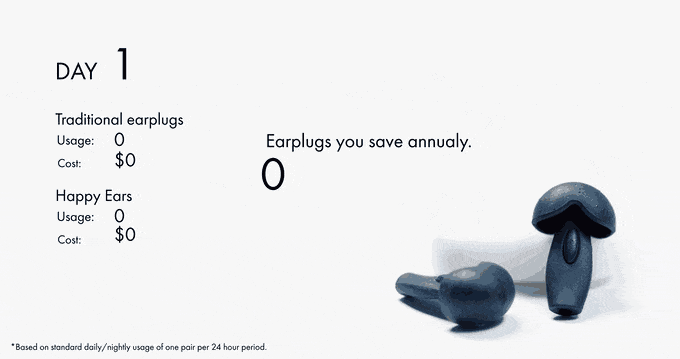 DAY 1
Traditional earplugs
Usage: 0
Cost: $0
Earplugs you save annualy.
0
Happy Ears
Usage: 0
Cost: $0
*Based on standard daily/nightly usage of one pair per 24 hour period.